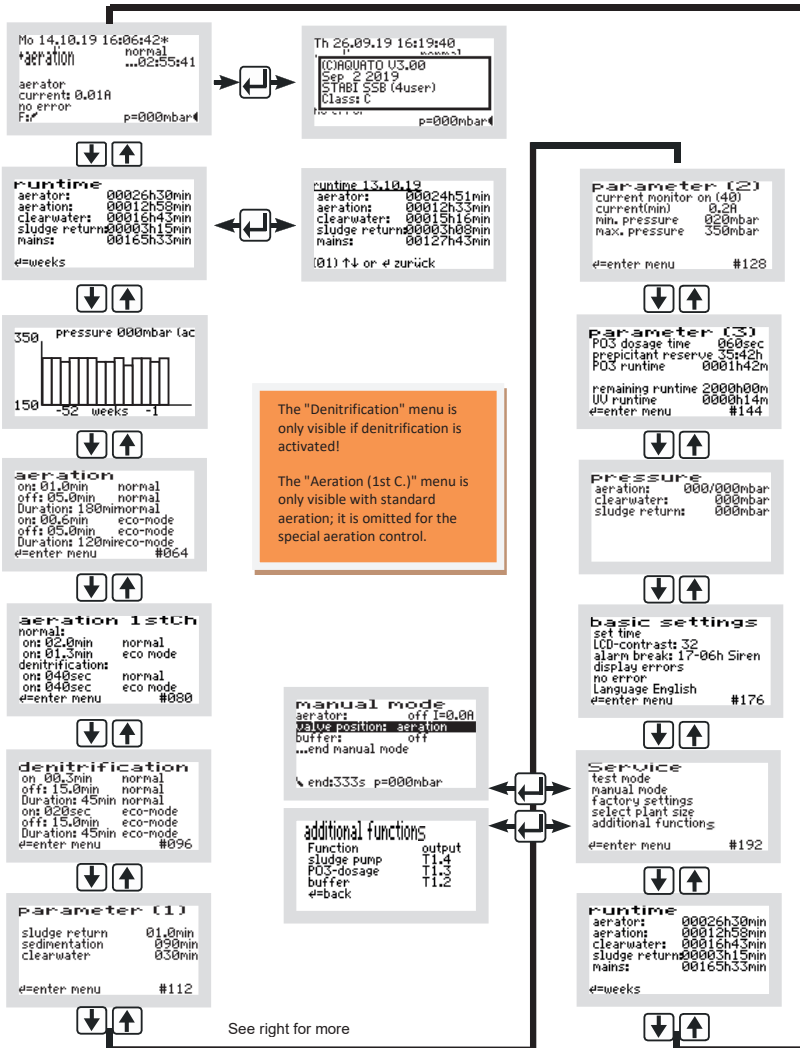 Mo 14.10.19 16:06:42*
*aeration normal
...02:55:41
aerator
current: 0.01A
no error
F:✓ p=000mbar
Th 26.09.19 16:19:40
(C)AQUATO V3.00
Sep 2 2019
STABI SSB (4user)
Class: C
no error
p=000mbar
runtime
aerator: 00026h30min
aeration: 00012h58min
clearwater: 00016h43min
sludge return:00003h15min
mains: 00165h33min
↵=weeks
runtime 13.10.19
aerator: 00024h51min
aeration: 00012h33min
clearwater: 00015h16min
sludge return:00003h08min
mains: 00127h43min
(01) ↑↓ or ↵ zurück
350 pressure 000mbar (ac
150 -52 weeks -1
aeration
on: 01.0min normal
off: 05.0min normal
Duration: 180minnormal
on: 00.6min eco-mode
off: 05.0min eco-mode
Duration: 120mineco-mode
↵=enter menu #064
aeration 1stCh
normal:
on: 02.0min normal
on: 01.3min eco mode
denitrification:
on: 040sec normal
on: 040sec eco mode
↵=enter menu #080
denitrification
on 00.3min normal
off: 15.0min normal
Duration: 45min normal
on: 020sec eco-mode
off: 15.0min eco-mode
Duration: 45min eco-mode
↵=enter menu #096
parameter (1)
sludge return 01.0min
sedimentation 090min
clearwater 030min
↵=enter menu #112
The "Denitrification" menu is
only visible if denitrification is
activated!
The "Aeration (1st C.)" menu is
only visible with standard
aeration; it is omitted for the
special aeration control.
manual mode
aerator: off I=0.0A
valve position: aeration
buffer: off
...end manual mode
end:333s p=000mbar
additional functions
Function output
sludge pump T1.4
PO3-dosage T1.3
buffer T1.2
↵=back
See right for more
parameter (2)
current monitor on (40)
current(min) 0.2A
min. pressure 020mbar
max. pressure 350mbar
↵=enter menu #128
parameter (3)
PO3 dosage time 060sec
prepicitant reserve 35:42h
PO3 runtime 0001h42m
remaining runtime 2000h00m
UV runtime 0000h14m
↵=enter menu #144
pressure
aeration: 000/000mbar
clearwater: 000mbar
sludge return: 000mbar
basic settings
set time
LCD-contrast: 32
alarm break: 17-06h Siren
display errors
no error
Language English
↵=enter menu #176
Service
test mode
manual mode
factory settings
select plant size
additional functions
↵=enter menu #192
runtime
aerator: 00026h30min
aeration: 00012h58min
clearwater: 00016h43min
sludge return:00003h15min
mains: 00165h33min
↵=weeks